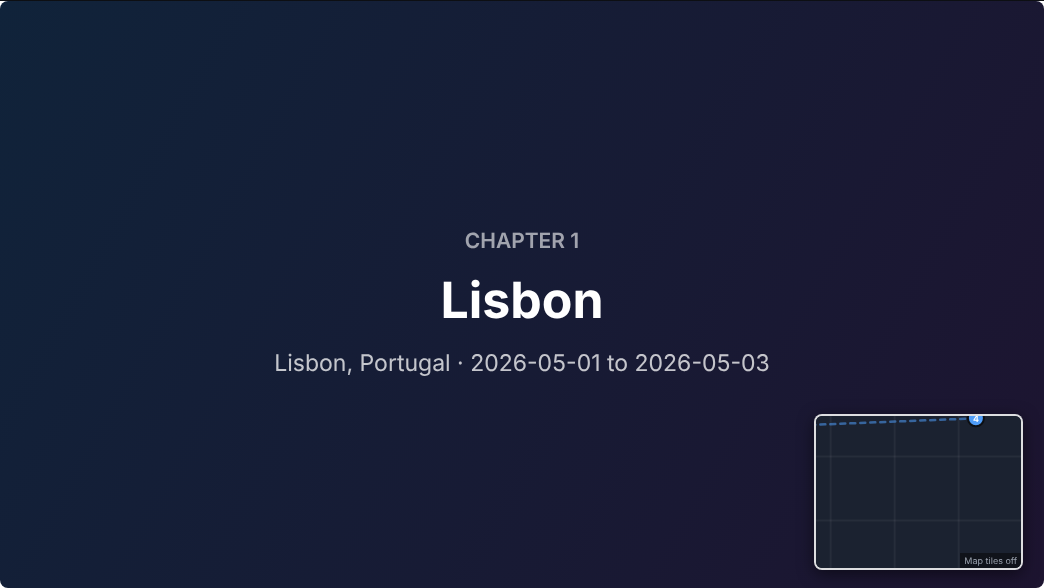 CHAPTER 1
Lisbon
Lisbon, Portugal · 2026-05-01 to 2026-05-03
4
Map tiles off